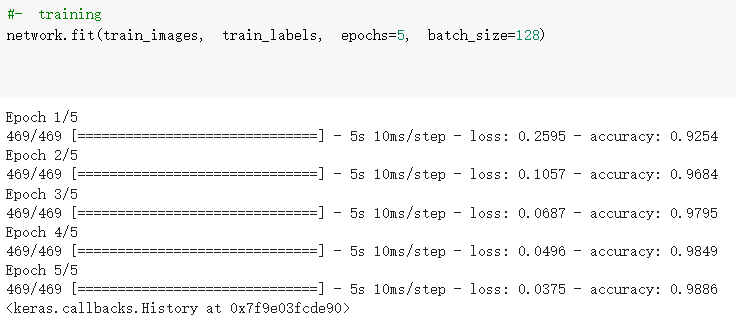 #-  training
network.fit(train_images,  train_labels,  epochs=5,  batch_size=128)
Epoch 1/5
469/469 [==============================] - 5s 10ms/step - loss: 0.2595 - accuracy: 0.9254
Epoch 2/5
469/469 [==============================] - 5s 10ms/step - loss: 0.1057 - accuracy: 0.9684
Epoch 3/5
469/469 [==============================] - 5s 10ms/step - loss: 0.0687 - accuracy: 0.9795
Epoch 4/5
469/469 [==============================] - 5s 10ms/step - loss: 0.0496 - accuracy: 0.9849
Epoch 5/5
469/469 [==============================] - 5s 10ms/step - loss: 0.0375 - accuracy: 0.9886
<keras.callbacks.History at 0x7f9e03fcde90>